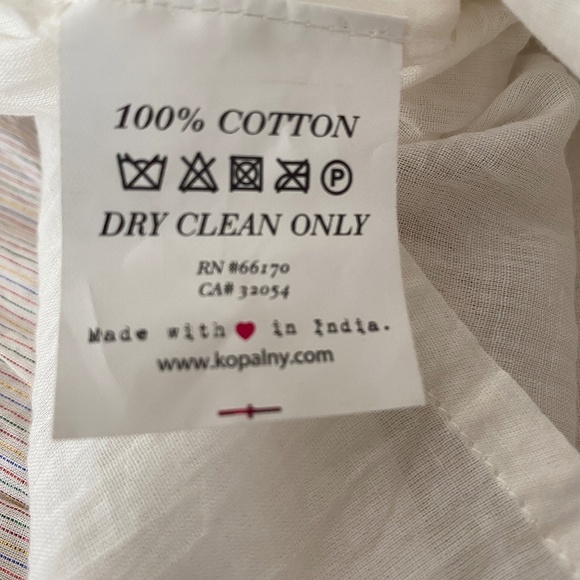 100% COTTON
P
DRY CLEAN ONLY
RN #66170
CA# 32054
Made with ❤ in India.
www.kopalny.com